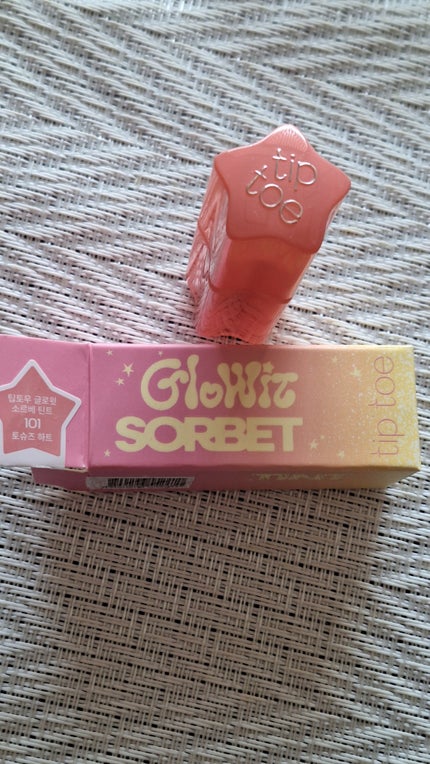 tip
toe
GloWit
SORBET
tip toe
팁토우 글로윗
소르베 틴트
101
토슈즈 하트